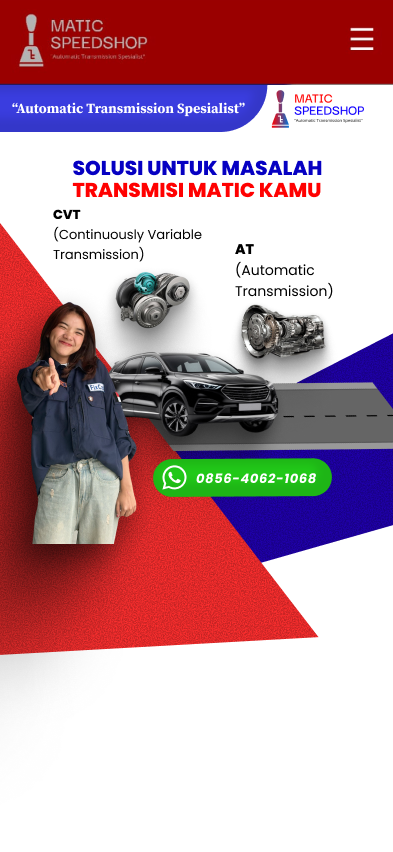 MATIC
SPEEDSHOP
"Automatic Transmission Spesialist"
“Automatic Transmission Spesialist”
MATIC
SPEEDSHOP
"Automatic Transmission Spesialist"
SOLUSI UNTUK MASALAH
TRANSMISI MATIC KAMU
CVT
(Continuously Variable
Transmission)
AT
(Automatic
Transmission)
0856-4062-1068